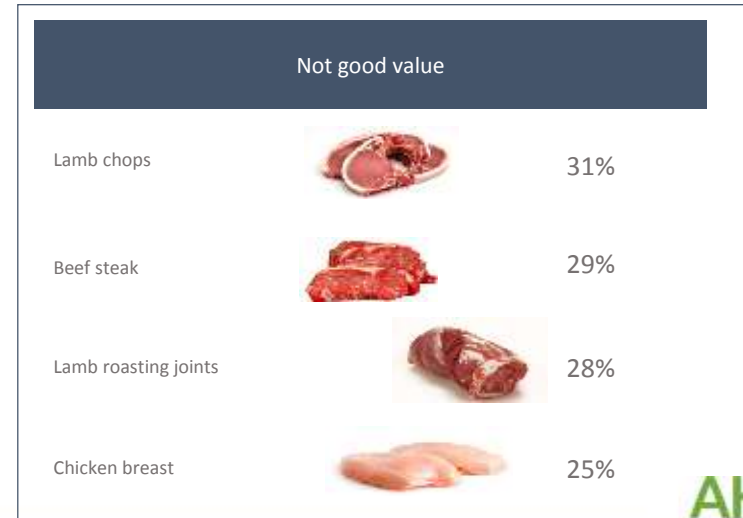 Not good value
Lamb chops 31%
Beef steak 29%
Lamb roasting joints 28%
Chicken breast 25%